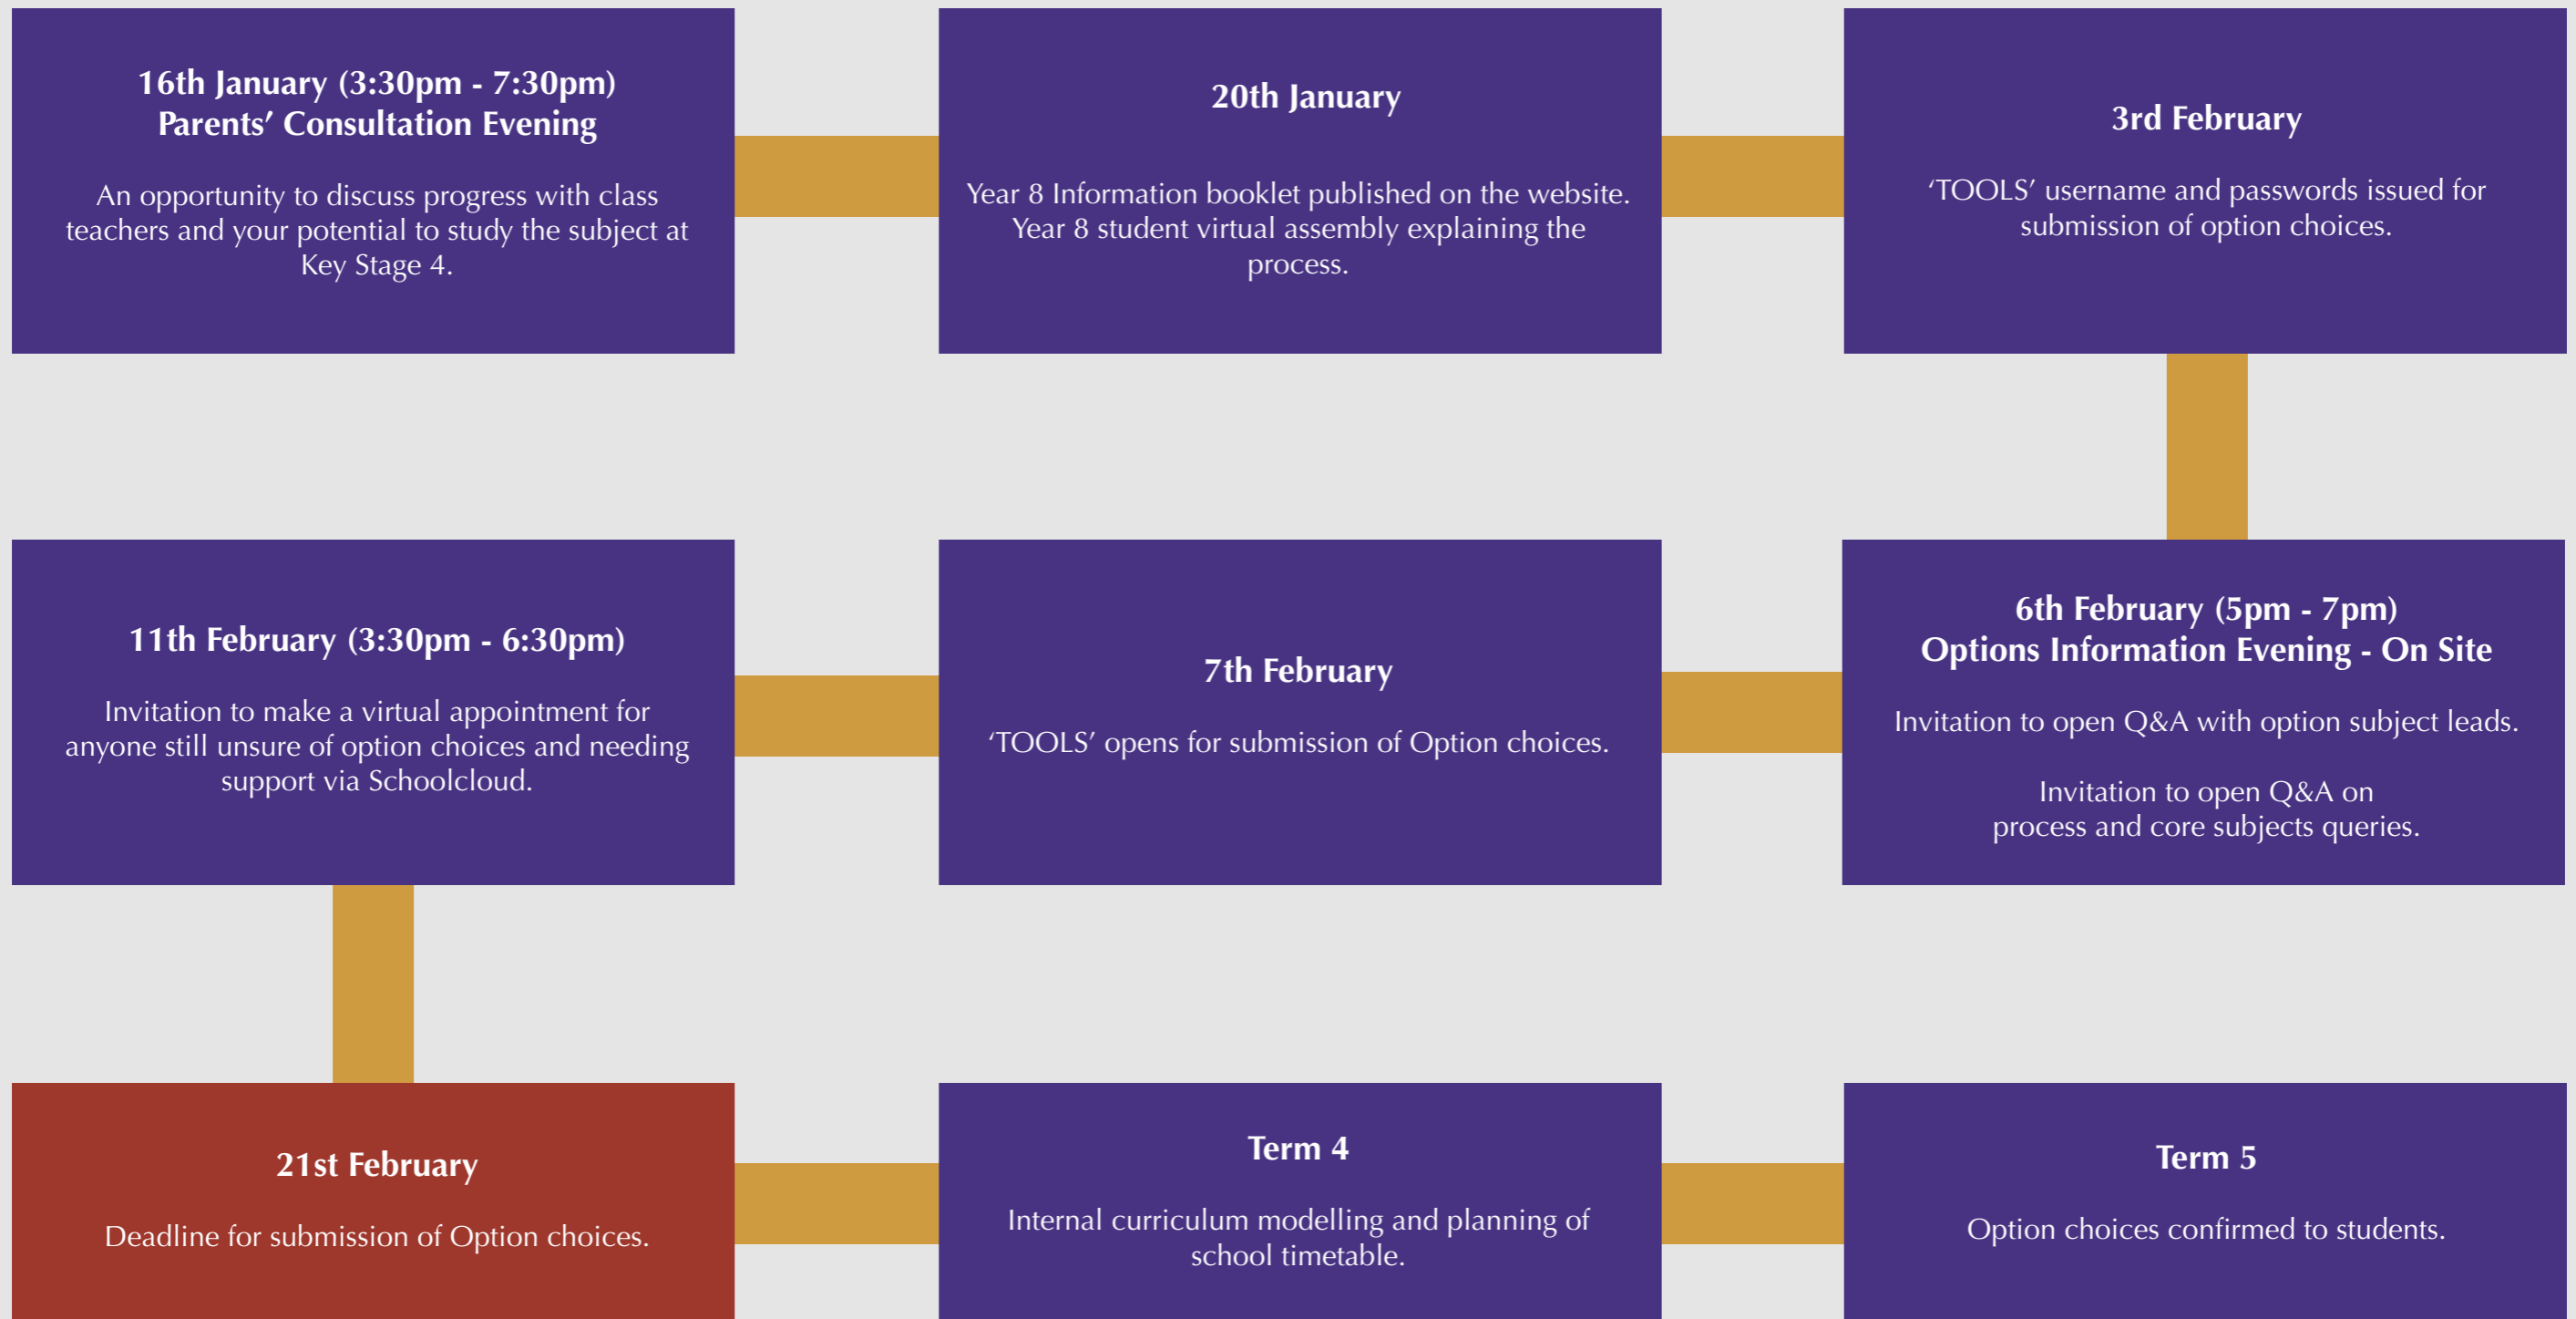 16th January (3:30pm - 7:30pm)
Parents’ Consultation Evening
An opportunity to discuss progress with class
teachers and your potential to study the subject at
Key Stage 4.
20th January
Year 8 Information booklet published on the website.
Year 8 student virtual assembly explaining the
process.
3rd February
‘TOOLS’ username and passwords issued for
submission of option choices.
6th February (5pm - 7pm)
Options Information Evening - On Site
Invitation to open Q&A with option subject leads.
Invitation to open Q&A on
process and core subjects queries.
7th February
‘TOOLS’ opens for submission of Option choices.
11th February (3:30pm - 6:30pm)
Invitation to make a virtual appointment for
anyone still unsure of option choices and needing
support via Schoolcloud.
21st February
Deadline for submission of Option choices.
Term 4
Internal curriculum modelling and planning of
school timetable.
Term 5
Option choices confirmed to students.